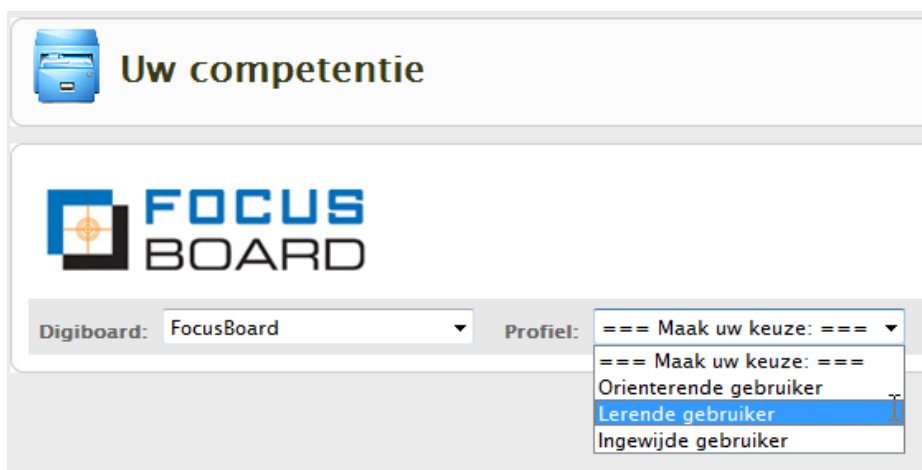 Uw competentie
FOCUS
BOARD
Digiboard: FocusBoard Profiel: === Maak uw keuze: ===
=== Maak uw keuze: ===
Orienterende gebruiker
Lerende gebruiker
Ingewijde gebruiker